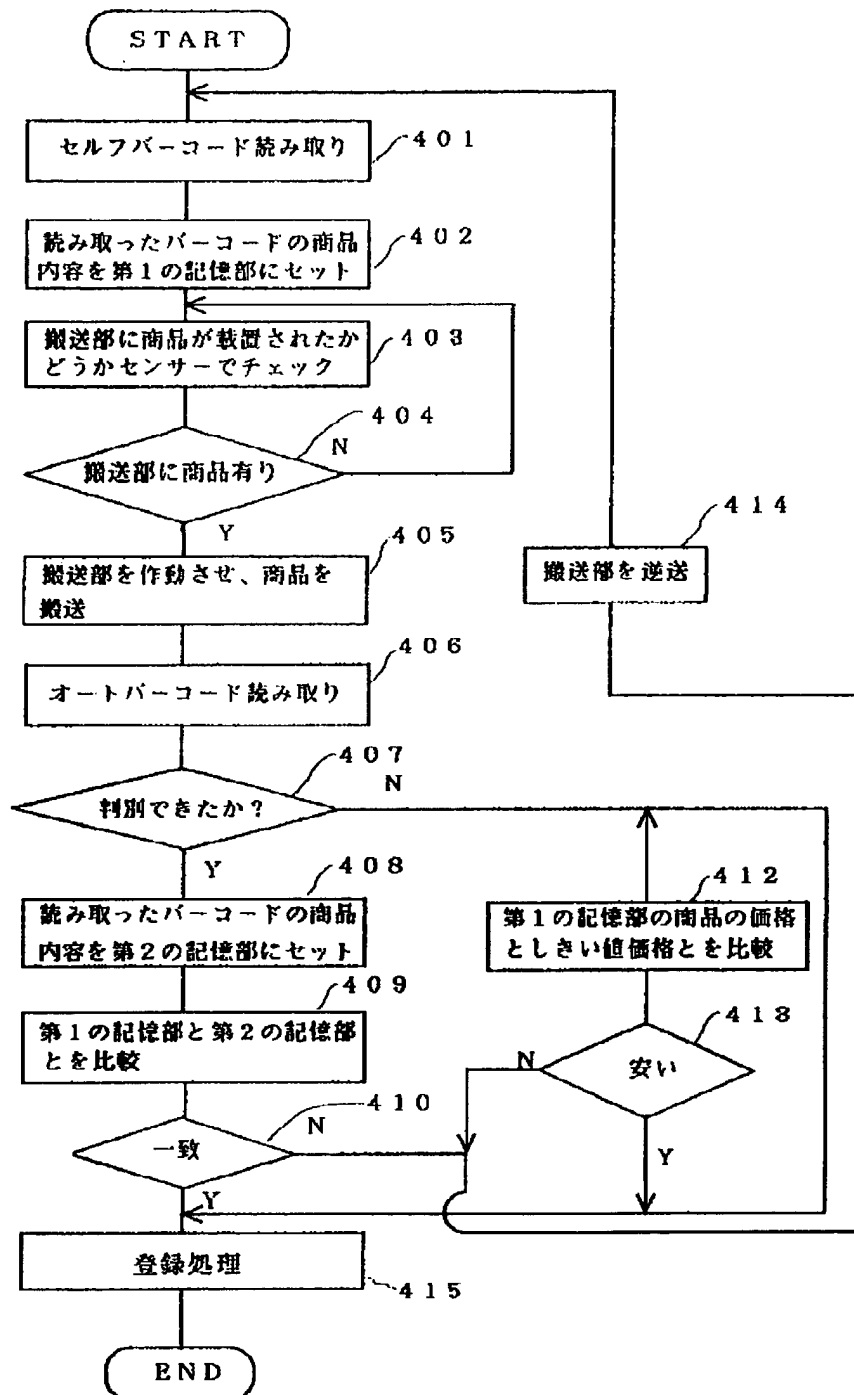 START
セルフバーコード読み取り
401
読み取ったバーコードの商品
内容を第1の記憶部にセット
402
搬送部に商品が載置されたか
どうかセンサーでチェック
403
404
搬送部に商品有り
N
Y
405
搬送部を作動させ、商品を
搬送
414
搬送部を逆送
406
オートバーコード読み取り
407
判別できたか?
N
Y
408
読み取ったバーコードの商品
内容を第2の記憶部にセット
412
第1の記憶部の商品の価格
としきい値価格とを比較
409
第1の記憶部と第2の記憶部
とを比較
413
安い
N
Y
410
一致
N
Y
登録処理
415
END